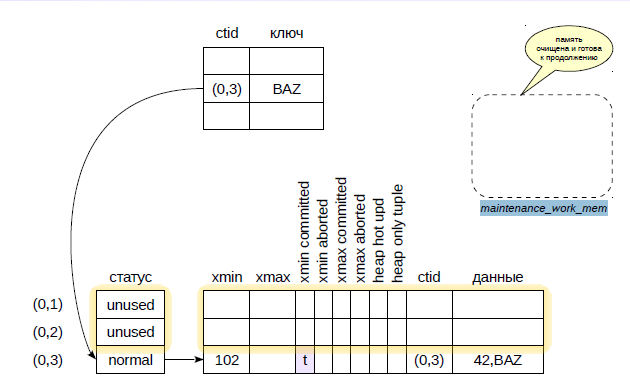 ctid ключ
(0,3) BAZ
память
очищена и готова
к продолжению
maintenance_work_mem
статус xmin xmax xmin committed xmin aborted xmax committed xmax aborted heap hot upd heap only tuple ctid данные
(0,1) unused
(0,2) unused
(0,3) normal 102 t (0,3) 42,BAZ